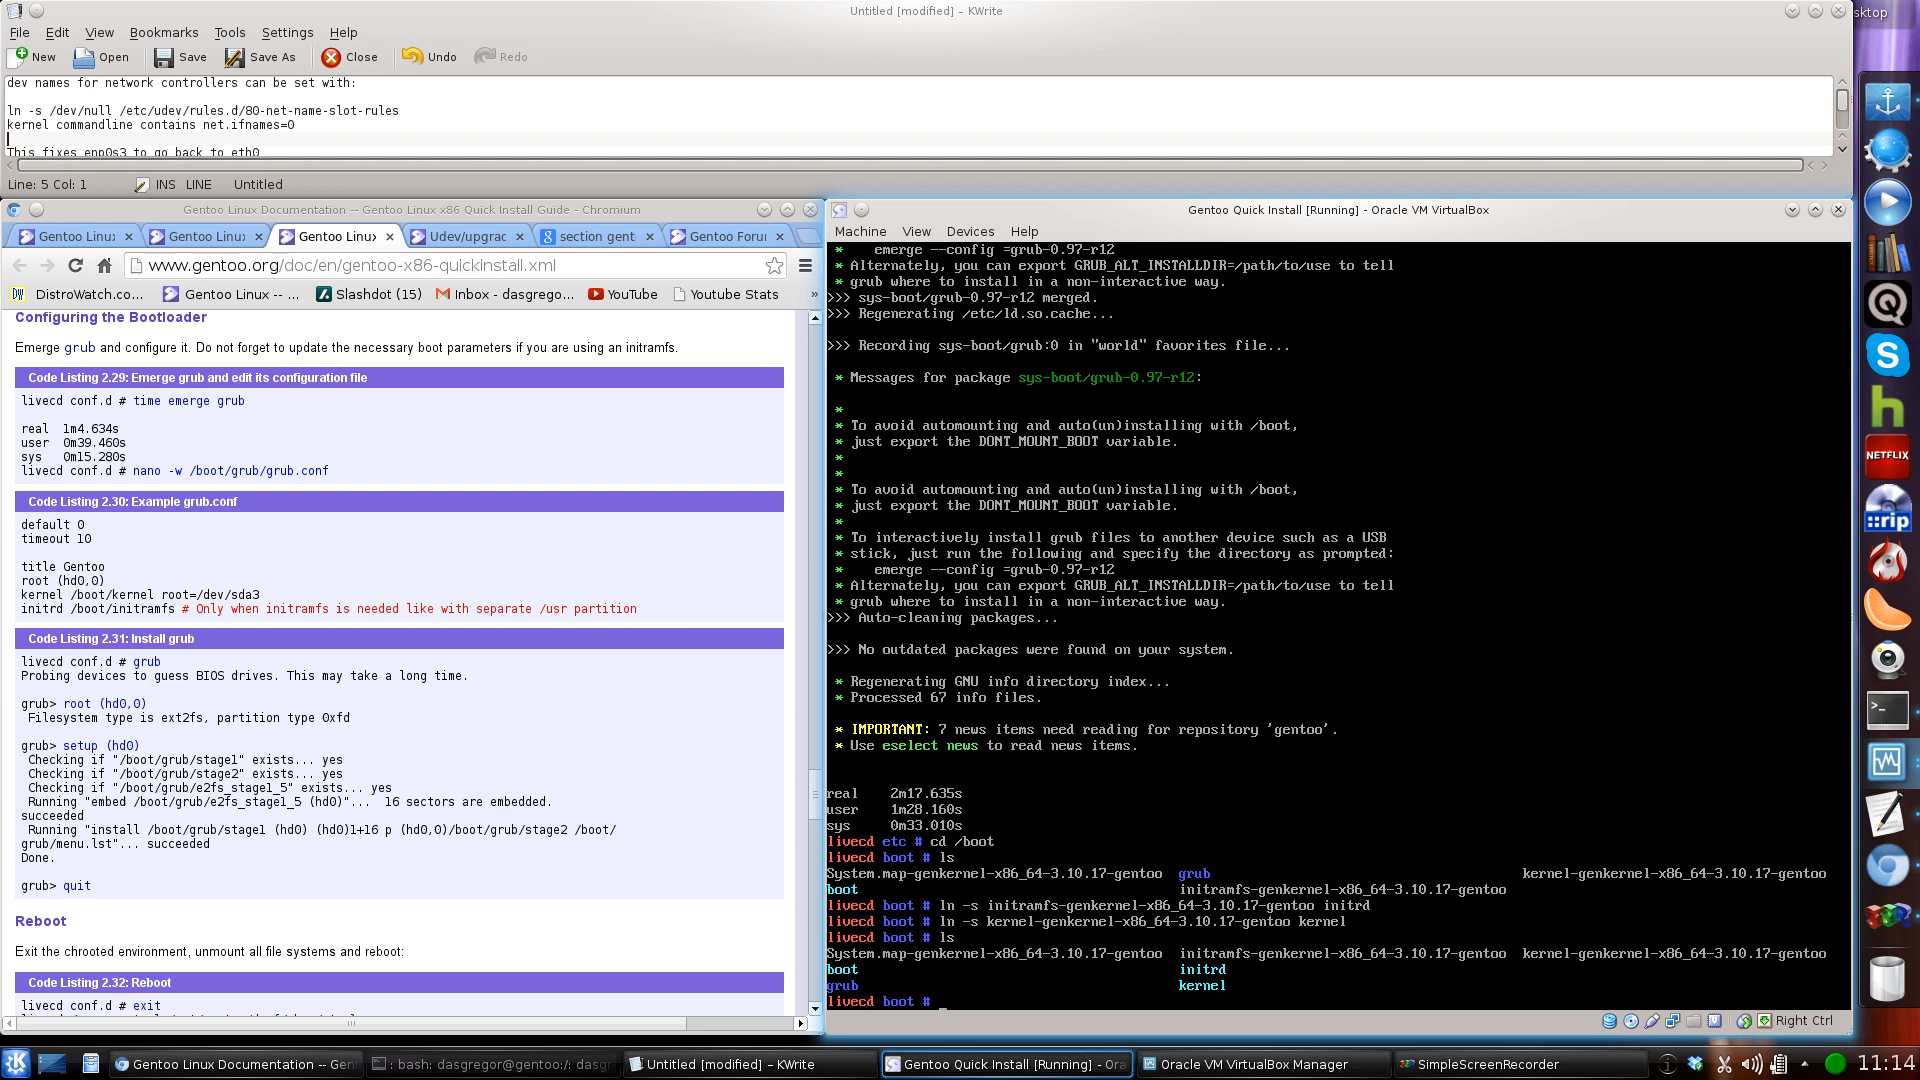 Untitled [modified] – KWrite
sktop
File Edit View Bookmarks Tools Settings Help
New Open Save Save As Close Undo Redo
dev names for network controllers can be set with:
ln -s /dev/null /etc/udev/rules.d/80-net-name-slot-rules
kernel commandline contains net.ifnames=0
This fixes enp0s3 to go back to eth0
Line: 5 Col: 1 INS LINE Untitled
Gentoo Linux Documentation -- Gentoo Linux x86 Quick Install Guide - Chromium
Gentoo Linu: Gentoo Linu: Gentoo Linu: Udev/upgrac section gent Gentoo Foru
www.gentoo.org/doc/en/gentoo-x86-quickinstall.xml
DistroWatch.co... Gentoo Linux -- ... Slashdot (15) Inbox - dasgrego... YouTube Youtube Stats »
Configuring the Bootloader
Emerge grub and configure it. Do not forget to update the necessary boot parameters if you are using an initramfs.
Code Listing 2.29: Emerge grub and edit its configuration file
livecd conf.d # time emerge grub
real 1m4.634s
user 0m39.460s
sys 0m15.280s
livecd conf.d # nano -w /boot/grub/grub.conf
Code Listing 2.30: Example grub.conf
default 0
timeout 10
title Gentoo
root (hd0,0)
kernel /boot/kernel root=/dev/sda3
initrd /boot/initramfs # Only when initramfs is needed like with separate /usr partition
Code Listing 2.31: Install grub
livecd conf.d # grub
Probing devices to guess BIOS drives. This may take a long time.
grub> root (hd0,0)
Filesystem type is ext2fs, partition type 0xfd
grub> setup (hd0)
Checking if "/boot/grub/stage1" exists... yes
Checking if "/boot/grub/stage2" exists... yes
Checking if "/boot/grub/e2fs_stage1_5" exists... yes
Running "embed /boot/grub/e2fs_stage1_5 (hd0)"... 16 sectors are embedded.
succeeded
Running "install /boot/grub/stage1 (hd0) (hd0)1+16 p (hd0,0)/boot/grub/stage2 /boot/
grub/menu.lst"... succeeded
Done.
grub> quit
Reboot
Exit the chrooted environment, unmount all file systems and reboot:
Code Listing 2.32: Reboot
livecd conf.d # exit
Gentoo Quick Install [Running] - Oracle VM VirtualBox
Machine View Devices Help
* emerge --config =grub-0.97-r12
* Alternately, you can export GRUB_ALT_INSTALLDIR=/path/to/use to tell
* grub where to install in a non-interactive way.
>>> sys-boot/grub-0.97-r12 merged.
>>> Regenerating /etc/ld.so.cache...
>>> Recording sys-boot/grub:0 in "world" favorites file...
* Messages for package sys-boot/grub-0.97-r12:
*
* To avoid automounting and auto(un)installing with /boot,
* just export the DONT_MOUNT_BOOT variable.
*
*
* To avoid automounting and auto(un)installing with /boot,
* just export the DONT_MOUNT_BOOT variable.
*
* To interactively install grub files to another device such as a USB
* stick, just run the following and specify the directory as prompted:
* emerge --config =grub-0.97-r12
* Alternately, you can export GRUB_ALT_INSTALLDIR=/path/to/use to tell
* grub where to install in a non-interactive way.
>>> Auto-cleaning packages...
>>> No outdated packages were found on your system.
* Regenerating GNU info directory index...
* Processed 67 info files.
* IMPORTANT: 7 news items need reading for repository 'gentoo'.
* Use eselect news to read news items.
real 2m17.635s
user 1m28.160s
sys 0m33.010s
livecd etc # cd /boot
livecd boot # ls
System.map-genkernel-x86_64-3.10.17-gentoo grub kernel-genkernel-x86_64-3.10.17-gentoo
boot initramfs-genkernel-x86_64-3.10.17-gentoo
livecd boot # ln -s initramfs-genkernel-x86_64-3.10.17-gentoo initrd
livecd boot # ln -s kernel-genkernel-x86_64-3.10.17-gentoo kernel
livecd boot # ls
System.map-genkernel-x86_64-3.10.17-gentoo initramfs-genkernel-x86_64-3.10.17-gentoo kernel-genkernel-x86_64-3.10.17-gentoo
boot initrd
grub kernel
livecd boot # _
Right Ctrl
NETFLIX
::rip
Gentoo Linux Documentation -- Gen : bash: dasgregor@gentoo:/: dasg Untitled [modified] – KWrite Gentoo Quick Install [Running] - Ora Oracle VM VirtualBox Manager SimpleScreenRecorder 11:14